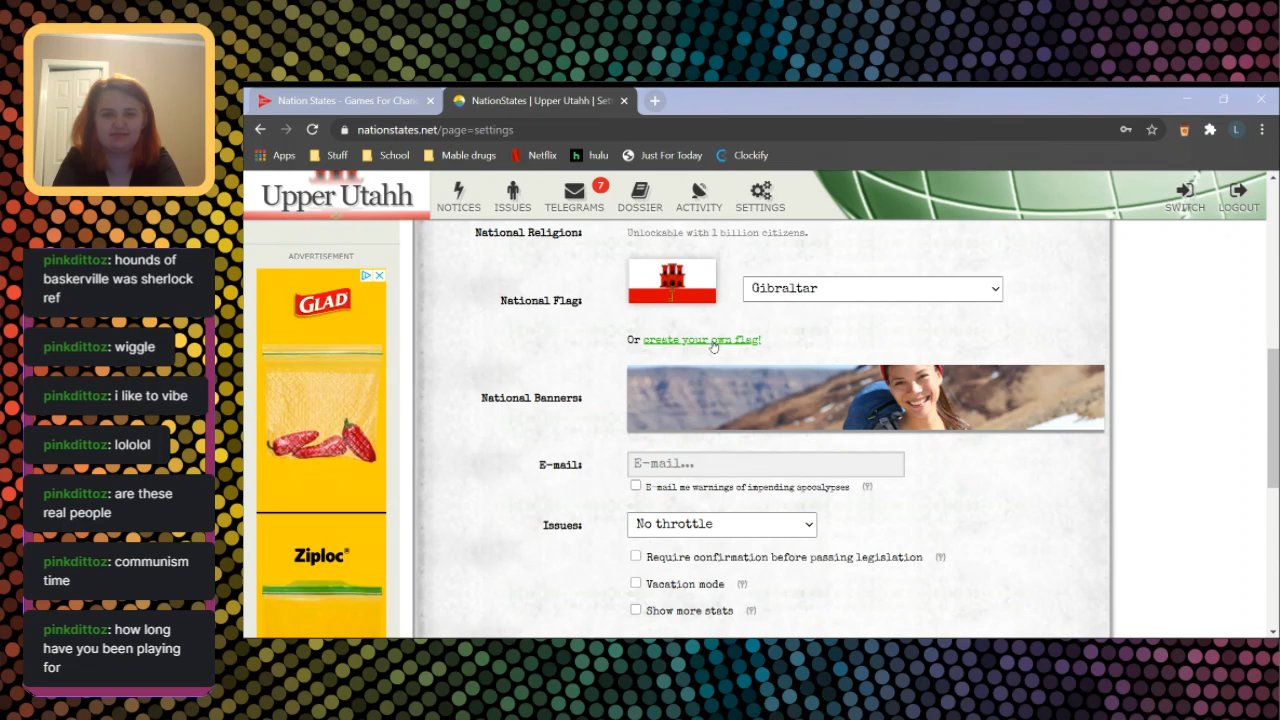 pinkdittoz: hounds of
baskerville was sherlock
ref
pinkdittoz: wiggle
pinkdittoz: i like to vibe
pinkdittoz: lololol
pinkdittoz: are these
real people
pinkdittoz: communism
time
pinkdittoz: how long
have you been playing
for
Nation States - Games For Chan
NationStates | Upper Utahh | Set
nationstates.net/page=settings
L
Apps Stuff School Mable drugs Netflix hulu Just For Today Clockify
Upper Utahh
NOTICES ISSUES TELEGRAMS 7 DOSSIER ACTIVITY SETTINGS SWITCH LOGOUT
ADVERTISEMENT
GLAD
Ziploc®
National Religion: Unlockable with 1 billion citizens.
National Flag: Gibraltar
Or create your own flag!
National Banners:
E-mail: E-mail...
E-mail me warnings of impending apocalypses (?)
Issues: No throttle
Require confirmation before passing legislation (?)
Vacation mode (?)
Show more stats (?)